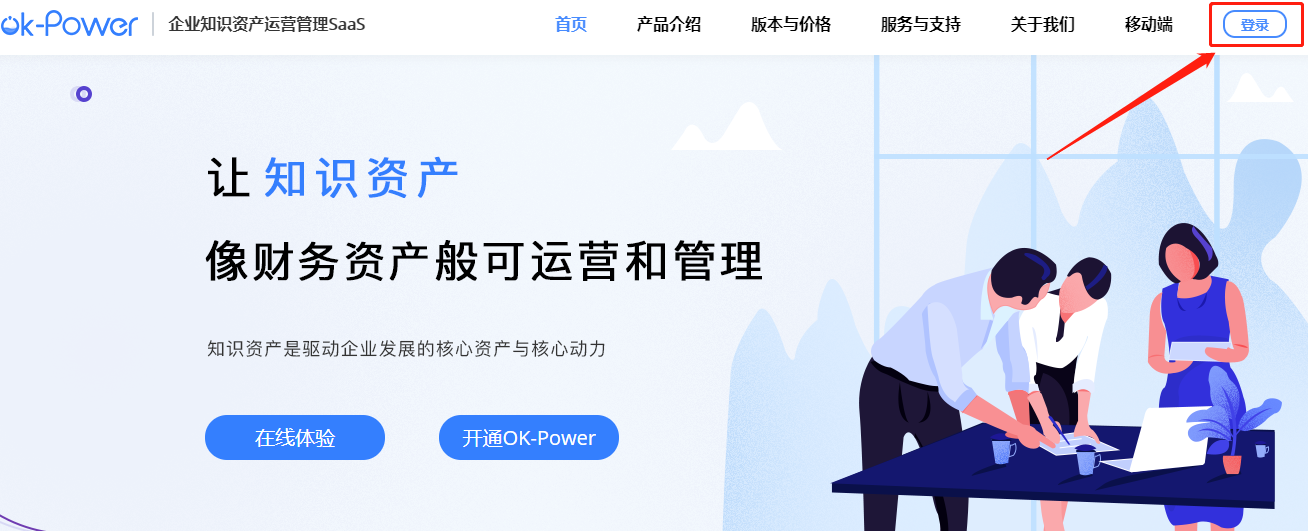 ok-Power 企业知识资产运营管理SaaS 首页 产品介绍 版本与价格 服务与支持 关于我们 移动端 登录
让 知识资产
像财务资产般可运营和管理
知识资产是驱动企业发展的核心资产与核心动力
在线体验 开通OK-Power